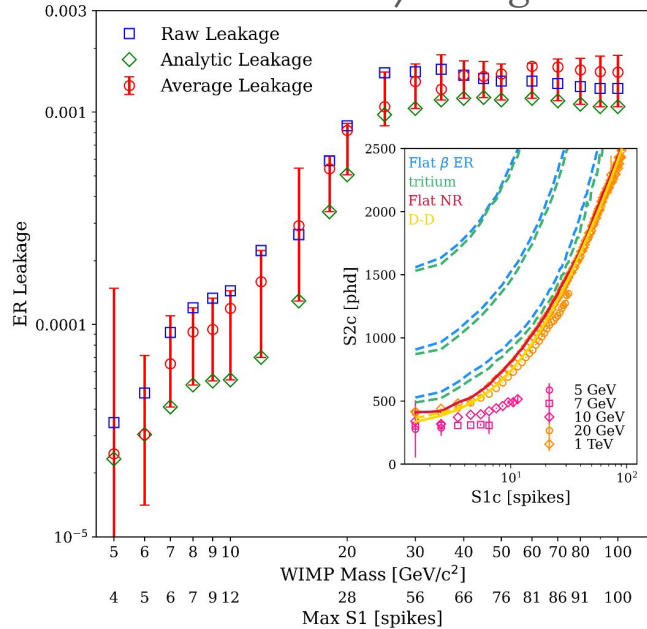 0.003
Raw Leakage
Analytic Leakage
Average Leakage
0.001
2500
Flat β ER
tritium
Flat NR
D-D
2000
1500
1000
500
0
S2c [phd]
5 GeV
7 GeV
10 GeV
20 GeV
1 TeV
10¹ 10²
S1c [spikes]
ER Leakage
0.0001
10⁻⁵
5 6 7 8 9 10 20 30 40 50 60 70 80 100
WIMP Mass [GeV/c²]
4 5 6 7 9 12 28 56 66 76 81 86 91 100
Max S1 (spikes)